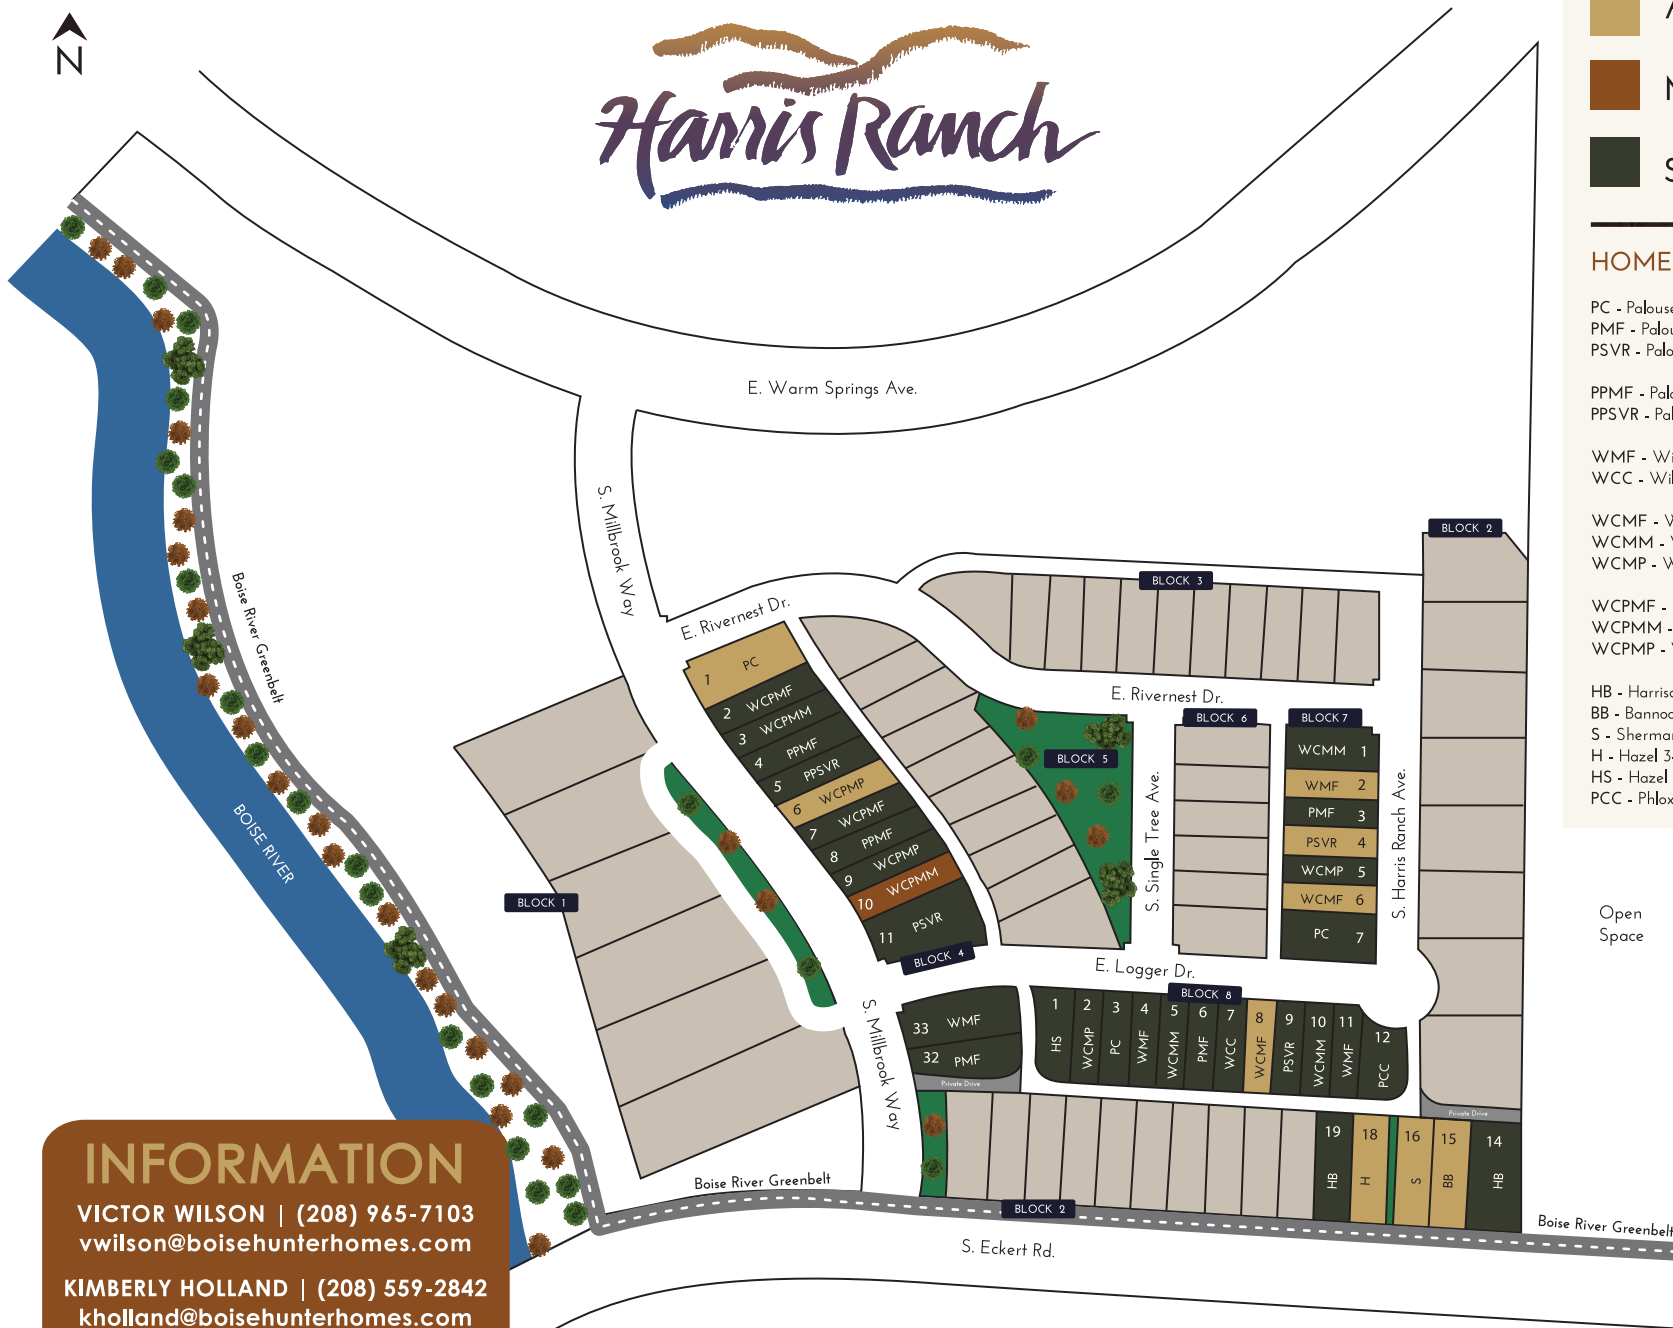 N
Harris Ranch
HOME
PC - Palouse
PMF - Palou
PSVR - Palo
PPMF - Palo
PPSVR - Pal
WMF - Wi
WCC - Wil
WCMF - W
WCMM -
WCMP - W
WCPMF -
WCPMM -
WCPMP -
HB - Harriso
BB - Bannoc
S - Sherman
H - Hazel 3
HS - Hazel
PCC - Phlox
E. Warm Springs Ave.
S. Millbrook Way
Boise River Greenbelt
BOISE RIVER
E. Rivernest Dr.
BLOCK 3
BLOCK 2
E. Rivernest Dr.
BLOCK 1
1 PC
2 WCPMF
3 WCPMM
4 PPMF
5 PPSVR
6 WCPMP
7 WCPMF
8 PPMF
9 WCPMP
10 WCPMM
11 PSVR
BLOCK 4
BLOCK 5
S. Single Tree Ave.
BLOCK 6
BLOCK 7
WCMM 1
WMF 2
PMF 3
PSVR 4
WCMP 5
WCMF 6
PC 7
S. Harris Ranch Ave.
Open
Space
E. Logger Dr.
BLOCK 8
1 HS
2 WCMP
3 PC
4 WMF
5 WCMM
6 PMF
7 WCC
8 WCMF
9 PSVR
10 WCMM
11 WMF
12 PCC
33 WMF
32 PMF
Private Drive
S. Millbrook Way
Private Drive
19 HB
18 H
16 S
15 BB
14 HB
Boise River Greenbelt
BLOCK 2
Boise River Greenbelt
S. Eckert Rd.
INFORMATION
VICTOR WILSON | (208) 965-7103
vwilson@boisehunterhomes.com
KIMBERLY HOLLAND | (208) 559-2842
kholland@boisehunterhomes.com